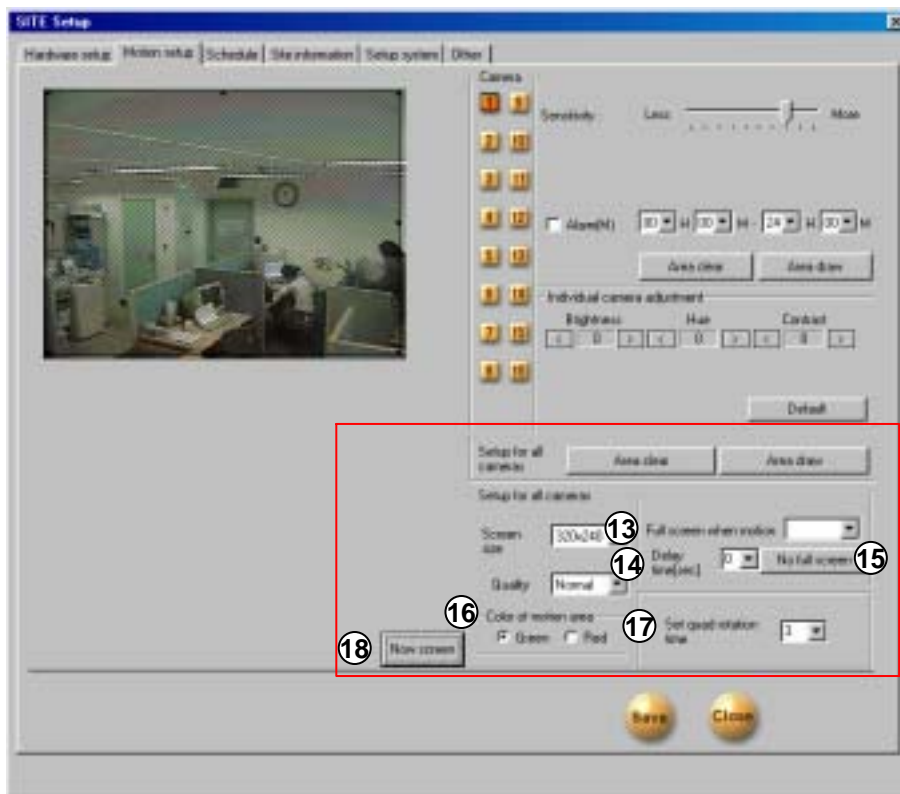 SITE Setup
Hardware setup Motion setup Schedule Site information Setup system Other
Camera
1 9
2 10
3 11
4 12
5 13
6 14
7 15
8 16
Sensitivity Less More
Alarm(M) 00 H 00 M - 24 H 00 M
Area clear Area draw
Individual camera adjustment
Brightness Hue Contrast
< 0 > < 0 > < 0 >
Default
Setup for all cameras Area clear Area draw
Setup for all cameras
Screen size 320x240 13 Full screen when motion
14 Delay time[sec] 0 No full screen 15
Quality Normal
16 Color of motion area
Green Red
17 Set quad rotation time 3
18 Now screen
Save Close